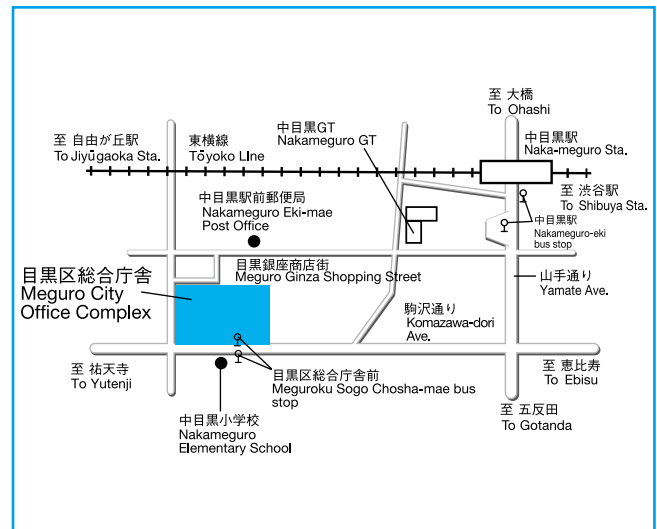 至 大橋
To Ohashi
中目黒GT
Nakameguro GT
中目黒駅
Naka-meguro Sta.
至 自由が丘駅
To Jiyūgaoka Sta.
東横線
Tōyoko LIne
至 渋谷駅
To Shibuya Sta.
中目黒駅前郵便局
Nakameguro Eki-mae
Post Office
中目黒駅
Nakameguro-eki
bus stop
目黒銀座商店街
Meguro Ginza Shopping Street
目黒区総合庁舎
Meguro City
Office Complex
山手通り
Yamate Ave.
駒沢通り
Komazawa-dori
Ave.
至 祐天寺
To Yutenji
目黒区総合庁舎前
Meguroku Sogo Chosha-mae bus
stop
至 恵比寿
To Ebisu
至 五反田
To Gotanda
中目黒小学校
Nakameguro
Elementary School